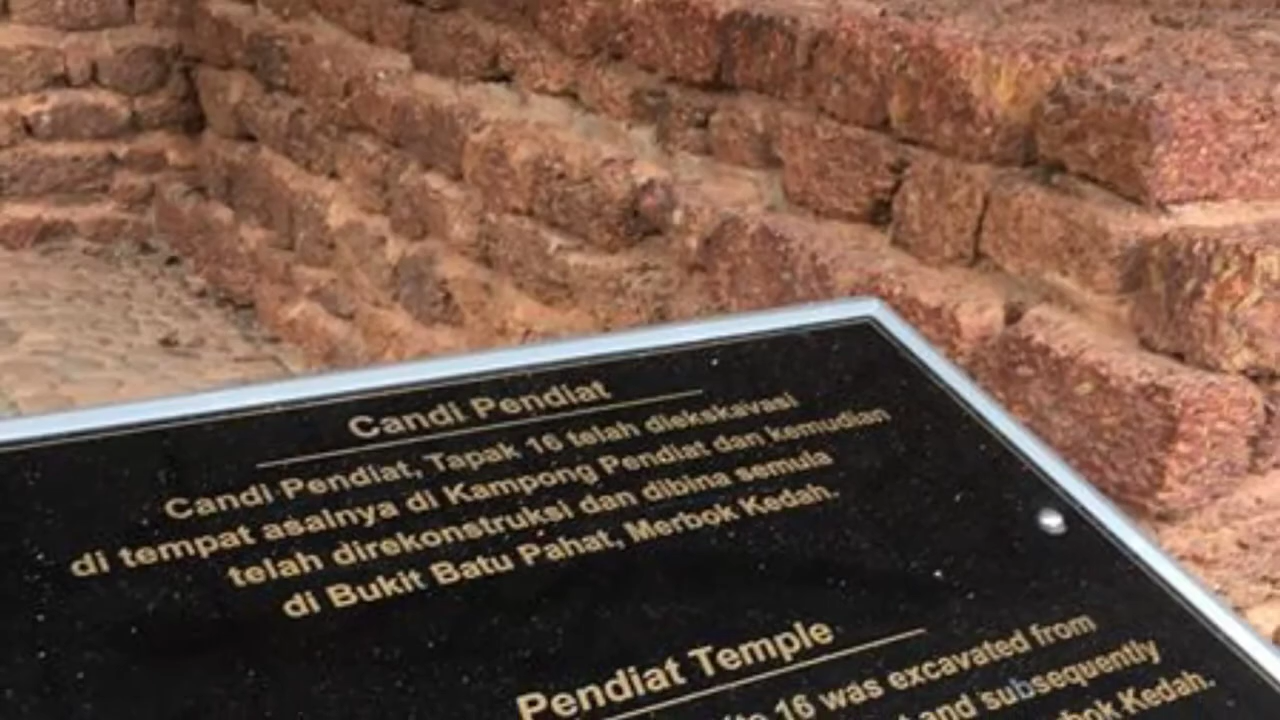 Candi Pendiat
Candi Pendiat, Tapak 16 telah diekskavasi
di tempat asalnya di Kampong Pendiat dan kemudian
telah direkonstruksi dan dibina semula
di Bukit Batu Pahat, Merbok Kedah.
Pendiat Temple
16 was excavated from
and subsequently
Kedah.